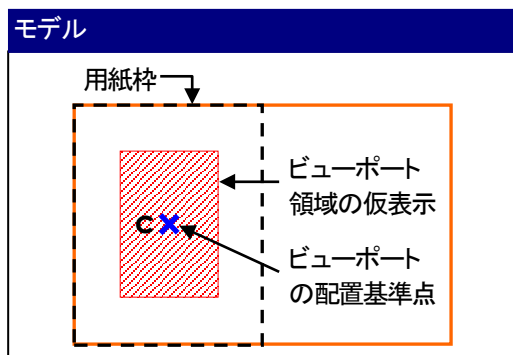 モデル
用紙枠
ビューポート
領域の仮表示
C
ビューポート
の配置基準点